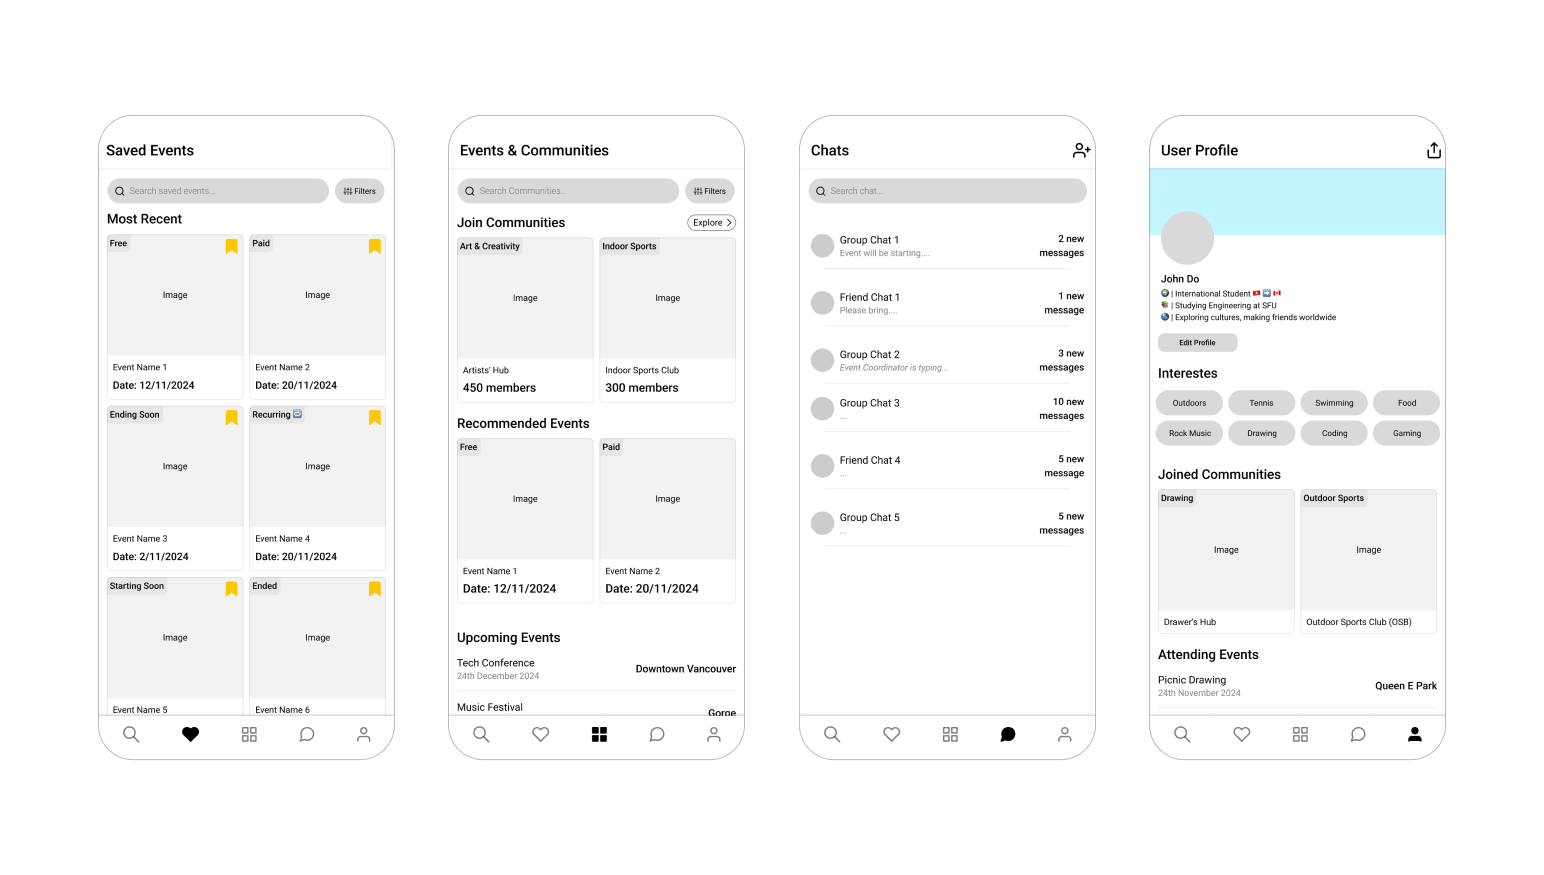 Saved Events
Search saved events...
Filters
Most Recent
Free
Paid
Image
Image
Event Name 1
Event Name 2
Date: 12/11/2024
Date: 20/11/2024
Ending Soon
Recurring
Image
Image
Event Name 3
Event Name 4
Date: 2/11/2024
Date: 20/11/2024
Starting Soon
Ended
Image
Image
Event Name 5
Event Name 6
Events & Communities
Search Communities...
Filters
Join Communities
Explore
Art & Creativity
Indoor Sports
Image
Image
Artists' Hub
Indoor Sports Club
450 members
300 members
Recommended Events
Free
Paid
Image
Image
Event Name 1
Event Name 2
Date: 12/11/2024
Date: 20/11/2024
Upcoming Events
Tech Conference
24th December 2024
Downtown Vancouver
Music Festival
Gorge
Chats
Search chat...
Group Chat 1
Event will be starting....
2 new
messages
Friend Chat 1
Please bring....
1 new
message
Group Chat 2
Event Coordinator is typing...
3 new
messages
Group Chat 3
...
10 new
messages
Friend Chat 4
...
5 new
message
Group Chat 5
...
5 new
messages
User Profile
John Do
| International Student
| Studying Engineering at SFU
| Exploring cultures, making friends worldwide
Edit Profile
Interestes
Outdoors
Tennis
Swimming
Food
Rock Music
Drawing
Coding
Gaming
Joined Communities
Drawing
Outdoor Sports
Image
Image
Drawer's Hub
Outdoor Sports Club (OSB)
Attending Events
Picnic Drawing
24th November 2024
Queen E Park